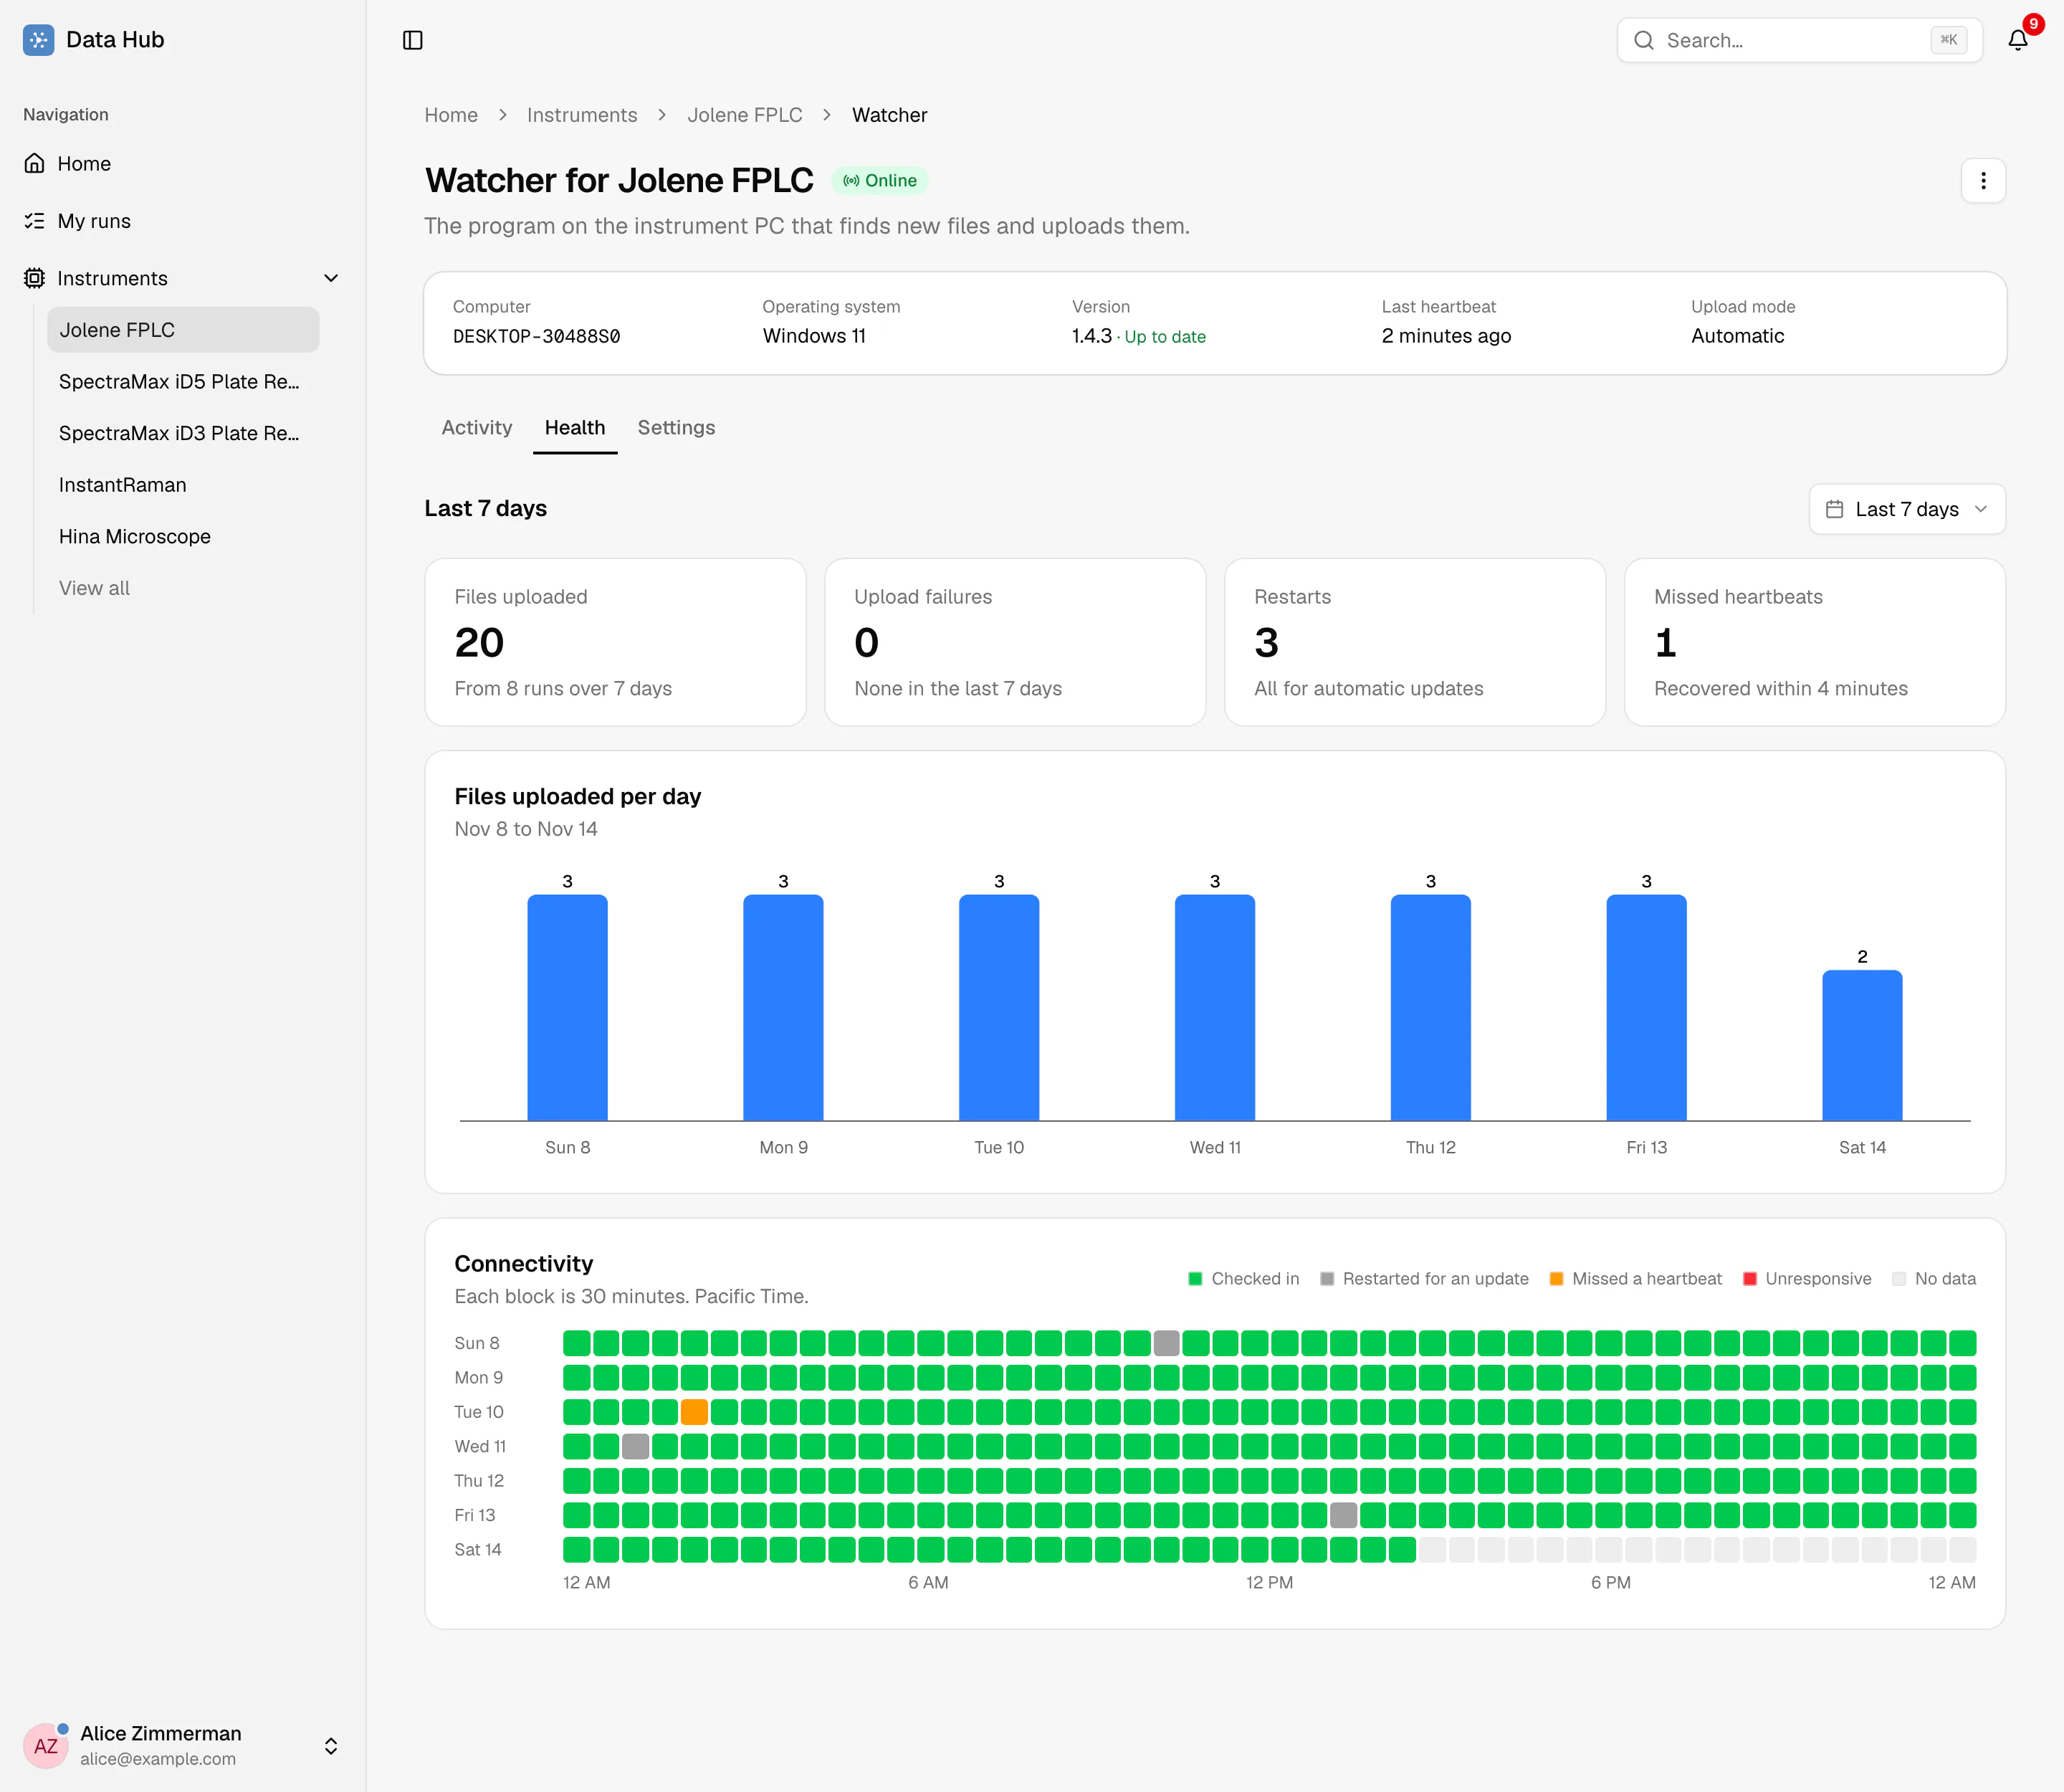 Data Hub
Search...
⌘K
9
Navigation
Home
My runs
Instruments
Jolene FPLC
SpectraMax iD5 Plate Re...
SpectraMax iD3 Plate Re...
InstantRaman
Hina Microscope
View all
Home > Instruments > Jolene FPLC > Watcher
Watcher for Jolene FPLC
Online
The program on the instrument PC that finds new files and uploads them.
Computer
DESKTOP-30488S0
Operating system
Windows 11
Version
1.4.3 · Up to date
Last heartbeat
2 minutes ago
Upload mode
Automatic
Activity
Health
Settings
Last 7 days
Last 7 days
Files uploaded
20
From 8 runs over 7 days
Upload failures
0
None in the last 7 days
Restarts
3
All for automatic updates
Missed heartbeats
1
Recovered within 4 minutes
Files uploaded per day
Nov 8 to Nov 14
3 3 3 3 3 3 2
Sun 8 Mon 9 Tue 10 Wed 11 Thu 12 Fri 13 Sat 14
Connectivity
Each block is 30 minutes. Pacific Time.
Checked in Restarted for an update Missed a heartbeat Unresponsive No data
Sun 8
Mon 9
Tue 10
Wed 11
Thu 12
Fri 13
Sat 14
12 AM 6 AM 12 PM 6 PM 12 AM
AZ
Alice Zimmerman
alice@example.com